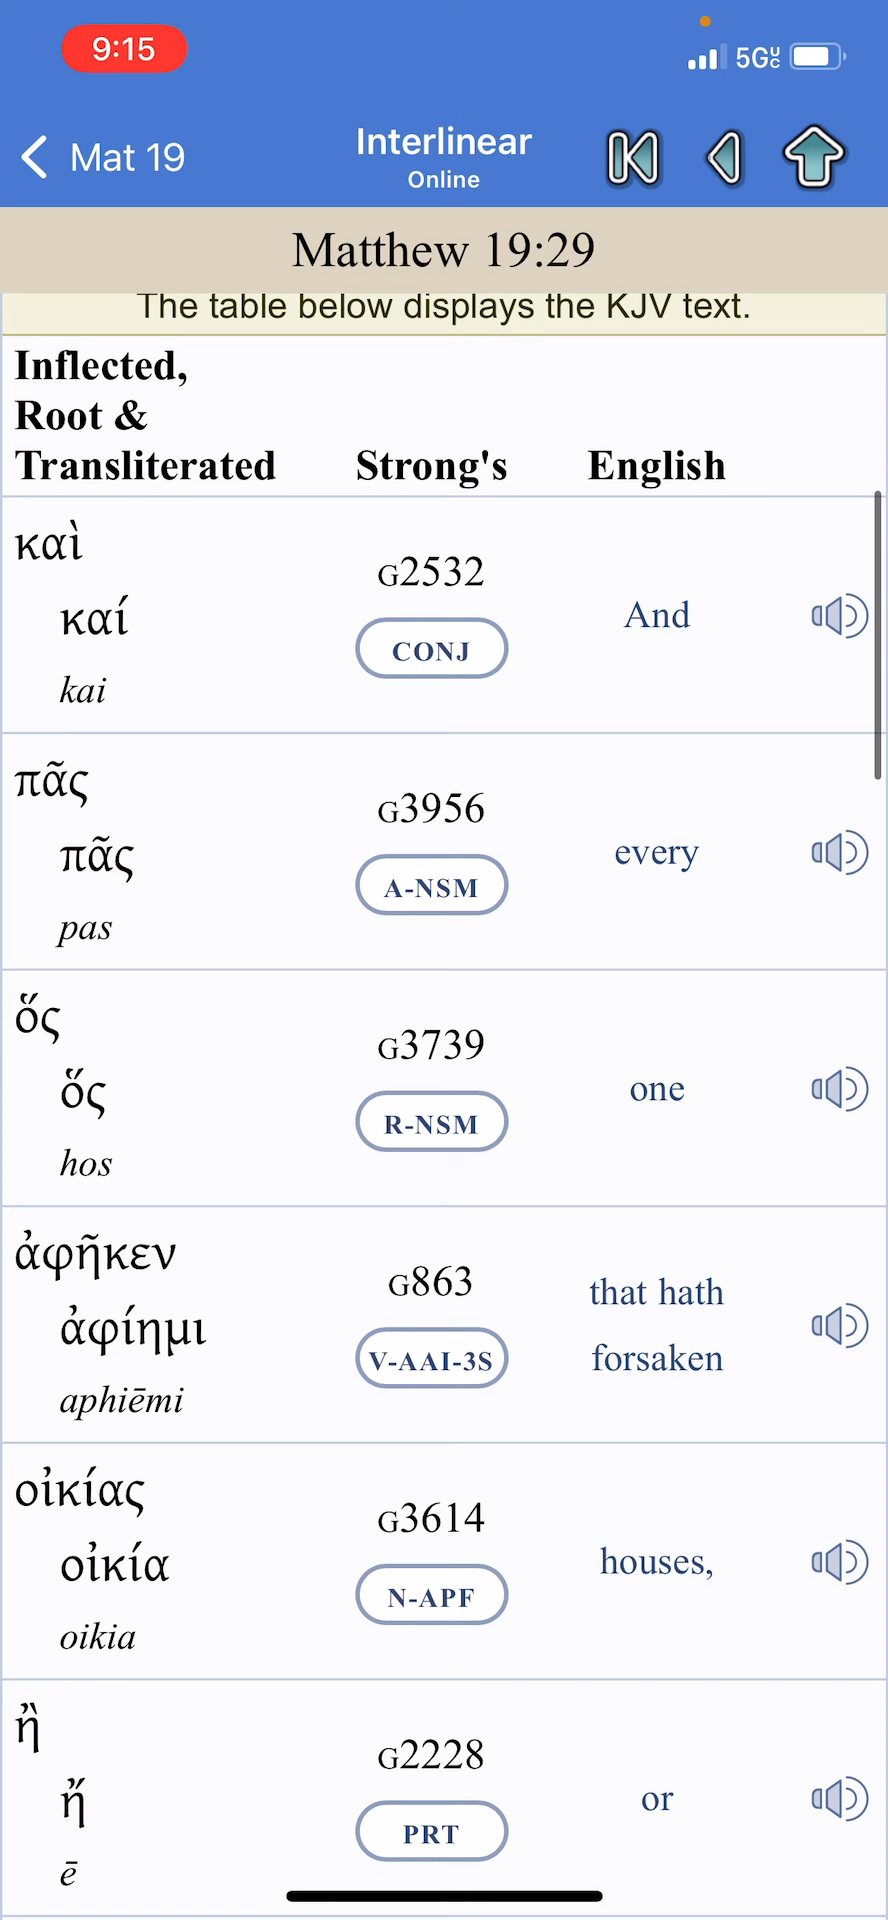 9:15
5GUC
Mat 19
Interlinear
Online
Matthew 19:29
The table below displays the KJV text.
Inflected,
Root &
Transliterated
Strong's
English
καὶ
καί
kai
G2532
CONJ
And
πᾶς
πᾶς
pas
G3956
A-NSM
every
ὅς
ὅς
hos
G3739
R-NSM
one
ἀφῆκεν
ἀφίημι
aphiēmi
G863
V-AAI-3S
that hath
forsaken
οἰκίας
οἰκία
oikia
G3614
N-APF
houses,
ἢ
ἤ
ē
G2228
PRT
or